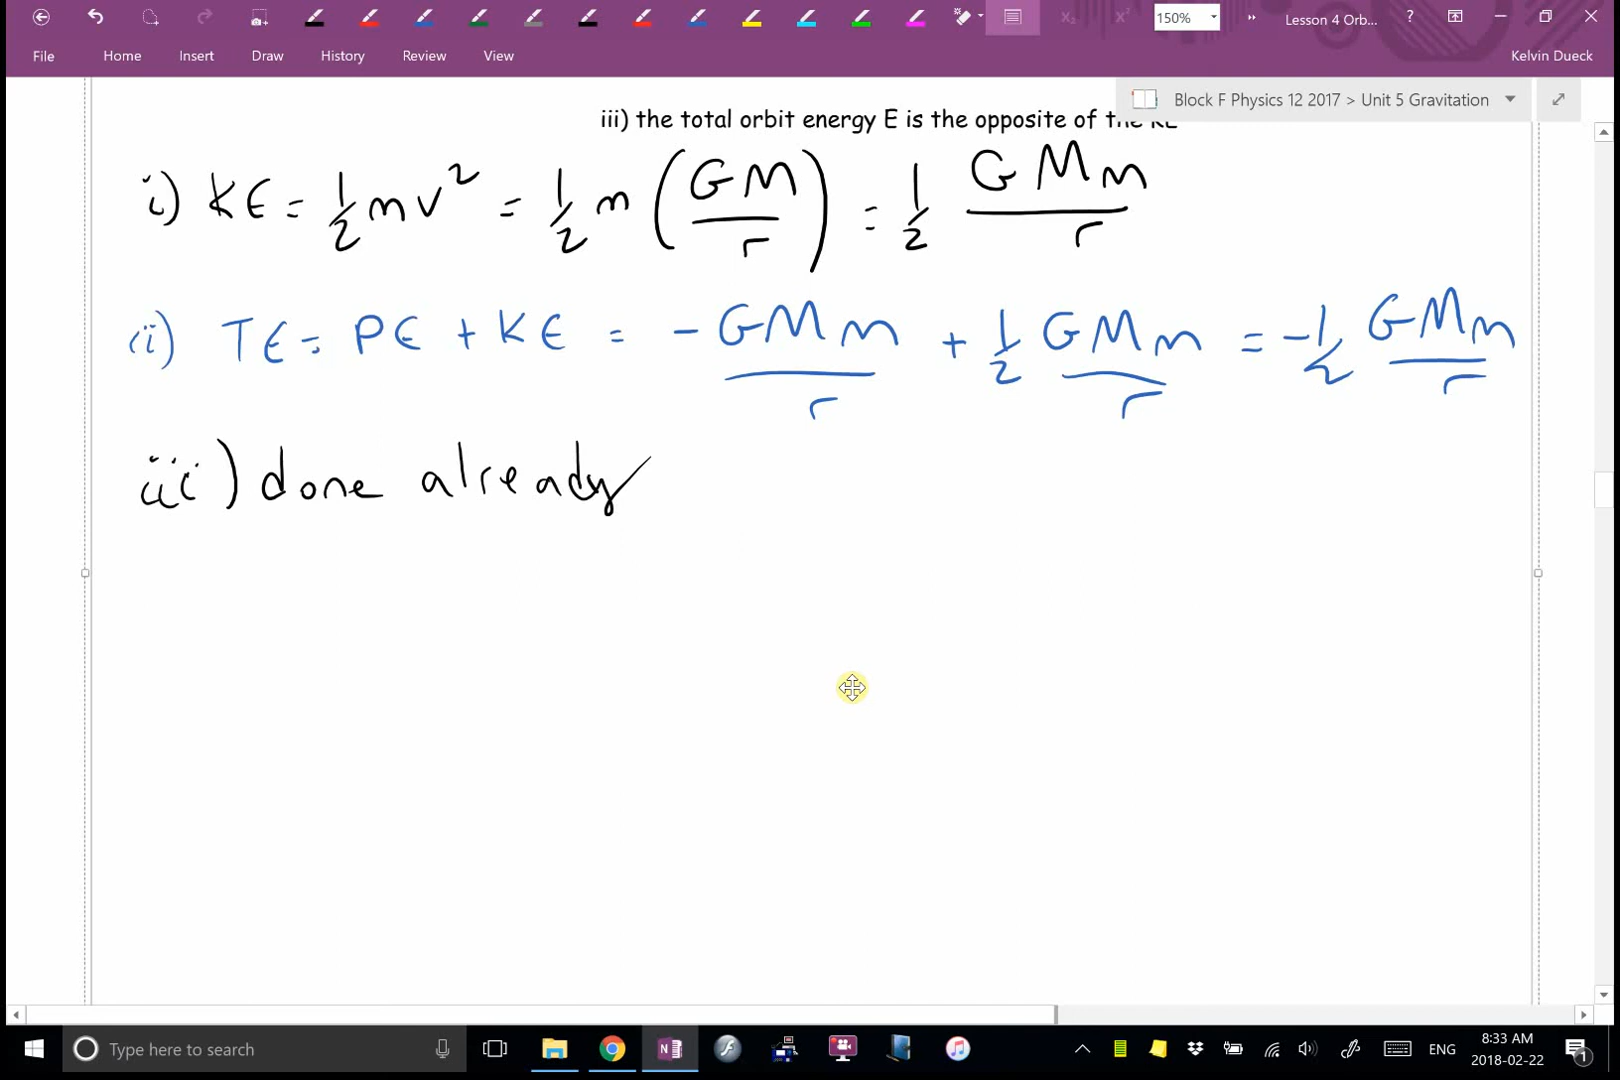 150%
Lesson 4 Orb...
?
File Home Insert Draw History Review View
Kelvin Dueck
Block F Physics 12 2017 > Unit 5 Gravitation
iii) the total orbit energy E is the opposite of the KE
i) KE = 1/2 mv² = 1/2 m (GM/r) = 1/2 GMm/r
ii) TE = PE + KE = - GMm/r + 1/2 GMm/r = -1/2 GMm/r
iii) done already
Type here to search
ENG
8:33 AM
2018-02-22
1